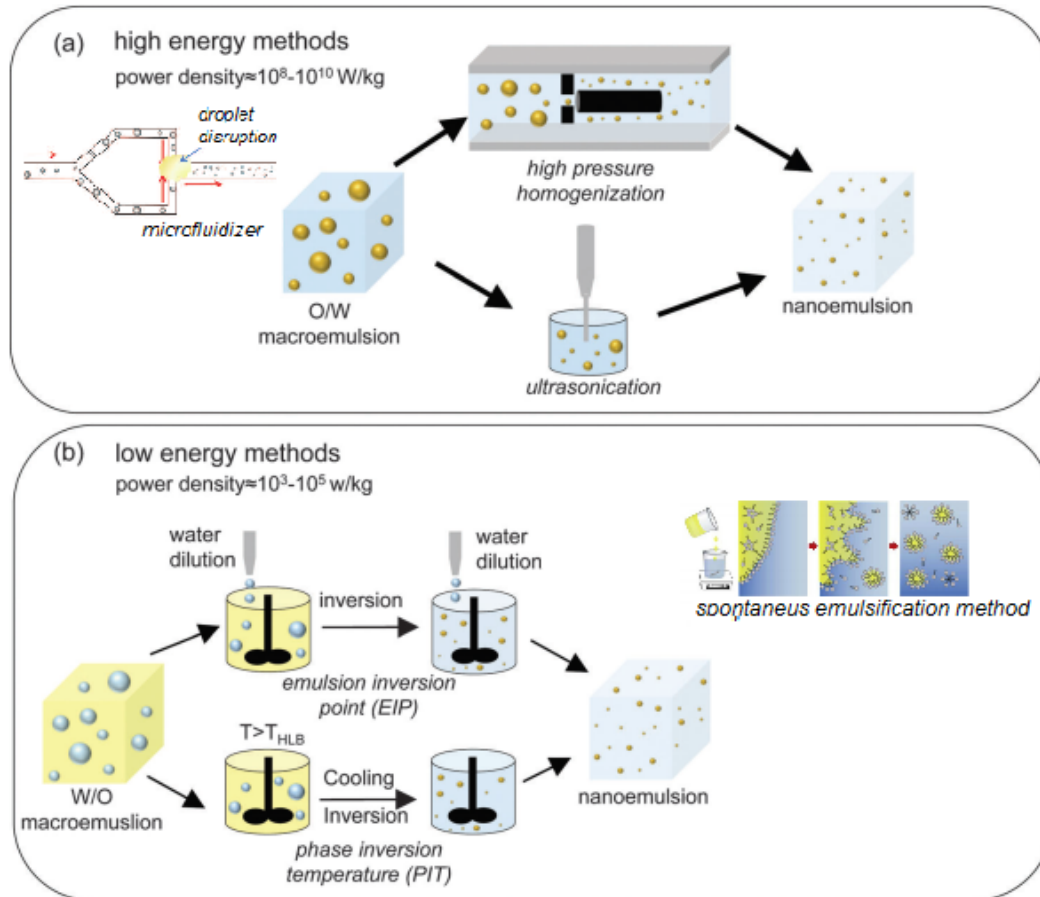 (a) high energy methods
power density≈10⁸-10¹⁰ W/kg
droplet
disruption
microfluidizer
high pressure
homogenization
O/W
macroemulsion
nanoemulsion
ultrasonication
(b) low energy methods
power density≈10³-10⁵ w/kg
water
dilution
water
dilution
inversion
spontaneus emulsification method
emulsion inversion
point (EIP)
T>T_HLB
Cooling
Inversion
W/O
macroemuslion
nanoemulsion
phase inversion
temperature (PIT)